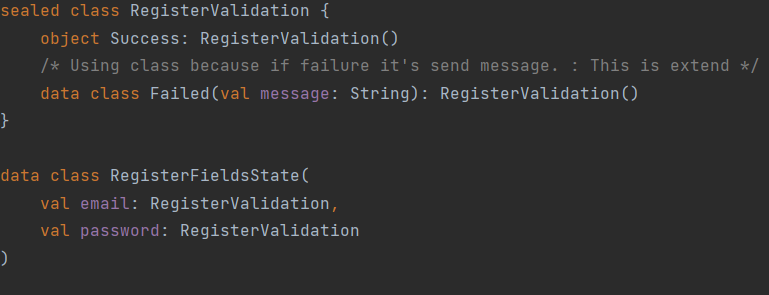 sealed class RegisterValidation {
    object Success: RegisterValidation()
    /* Using class because if failure it's send message. : This is extend */
    data class Failed(val message: String): RegisterValidation()
}

data class RegisterFieldsState(
    val email: RegisterValidation,
    val password: RegisterValidation
)